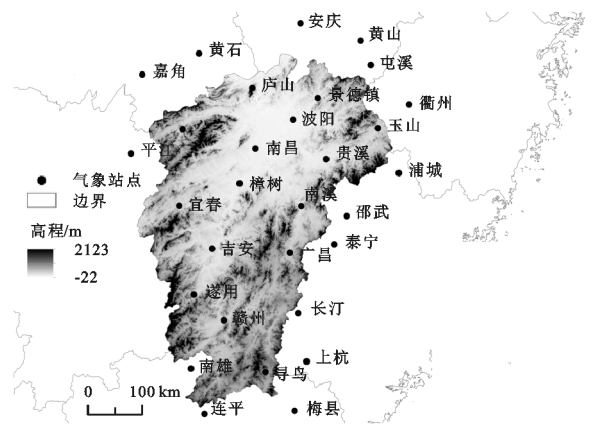 安庆
黄山
黄石
屯溪
嘉角
庐山
景德镇
衢州
波阳
玉山
平江
南昌
贵溪
浦城
气象站点
樟树
边界
宜春
南溪
邵武
高程/m
泰宁
2123
吉安
广昌
-22
遂用
长汀
赣州
上杭
南雄
寻乌
0 100 km
连平
梅县